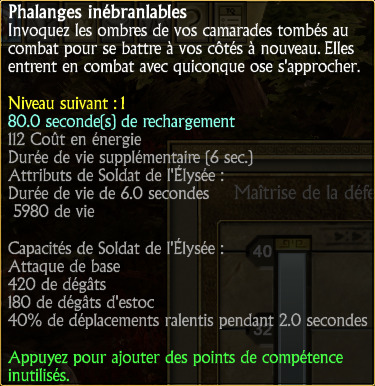 Phalanges inébranlables
Invoquez les ombres de vos camarades tombés au
combat pour se battre à vos côtés à nouveau. Elles
entrent en combat avec quiconque ose s'approcher.
Niveau suivant : 1
80.0 seconde(s) de rechargement
112 Coût en énergie
Durée de vie supplémentaire (6 sec.)
Attributs de Soldat de l'Élysée :
Durée de vie de 6.0 secondes
5980 de vie
Maîtrise de la défe
40
Capacités de Soldat de l'Élysée :
Attaque de base
420 de dégâts
180 de dégâts d'estoc
32
40% de déplacements ralentis pendant 2.0 secondes
Appuyez pour ajouter des points de compétence
inutilisés.